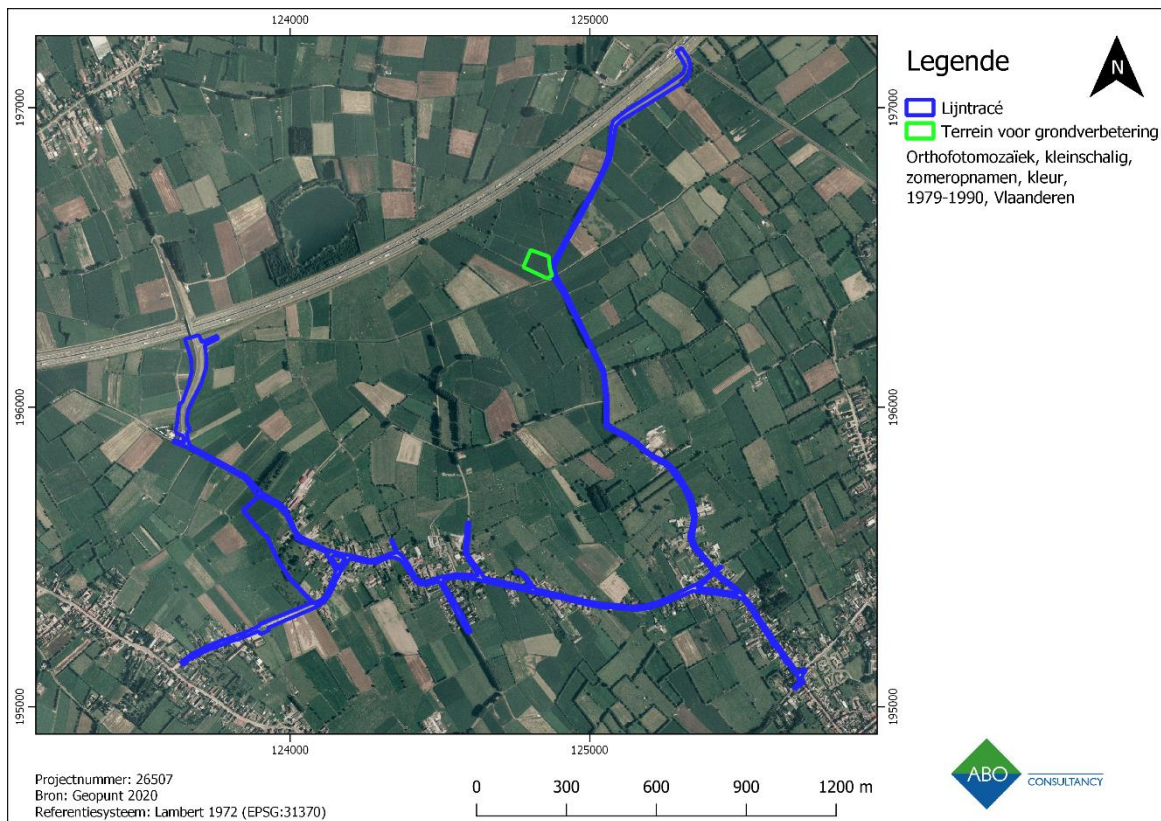 124000
125000
197000
197000
196000
196000
195000
195000
124000
125000
Legende
N
Lijntracé
Terrein voor grondverbetering
Orthofotomozaïek, kleinschalig,
zomeropnamen, kleur,
1979-1990, Vlaanderen
Projectnummer: 26507
Bron: Geopunt 2020
Referentiesysteem: Lambert 1972 (EPSG:31370)
0 300 600 900 1200 m
ABO
CONSULTANCY